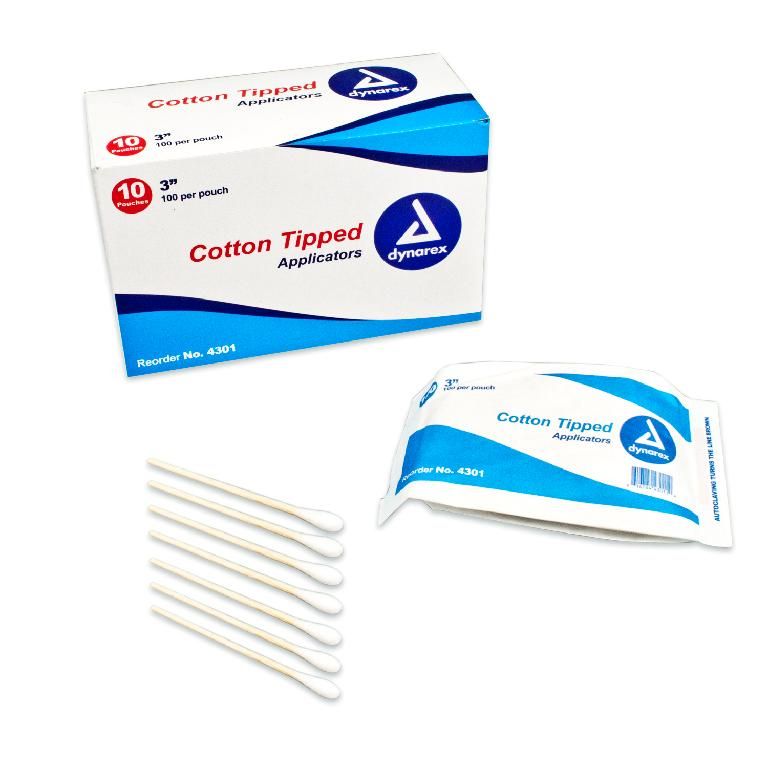 Cotton Tipped
Applicators
dynarex
10
Pouches
3”
100 per pouch
10
Pouches
3”
100 per pouch
Cotton Tipped
Applicators
dynarex
Reorder No. 4301
3”
100 per pouch
Cotton Tipped
Applicators
dynarex
Reorder No. 4301
AUTOCLAVING TURNS THE LINE BROWN